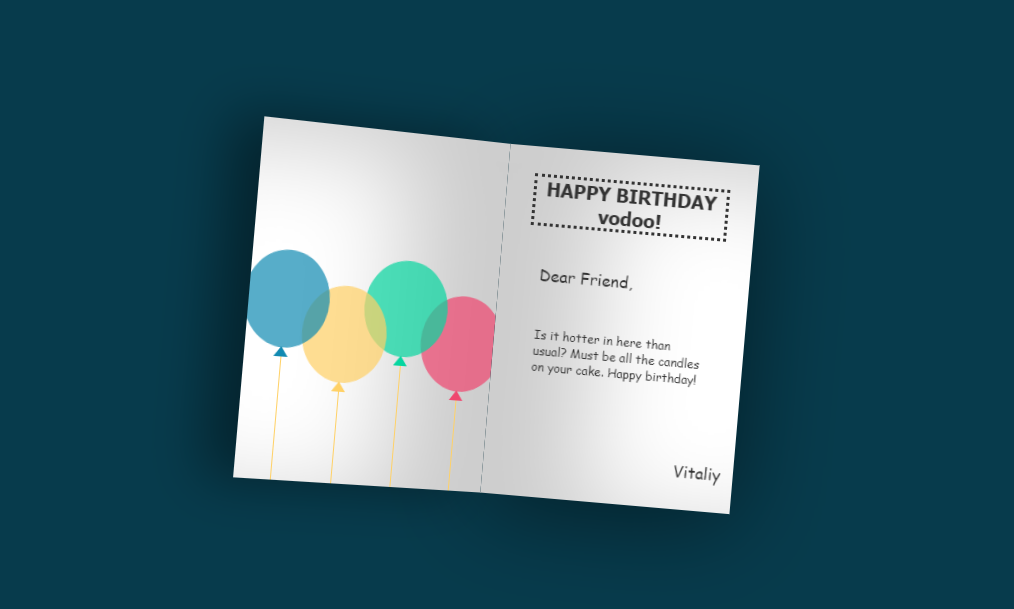 HAPPY BIRTHDAY
vodoo!
Dear Friend,
Is it hotter in here than
usual? Must be all the candles
on your cake. Happy birthday!
Vitaliy